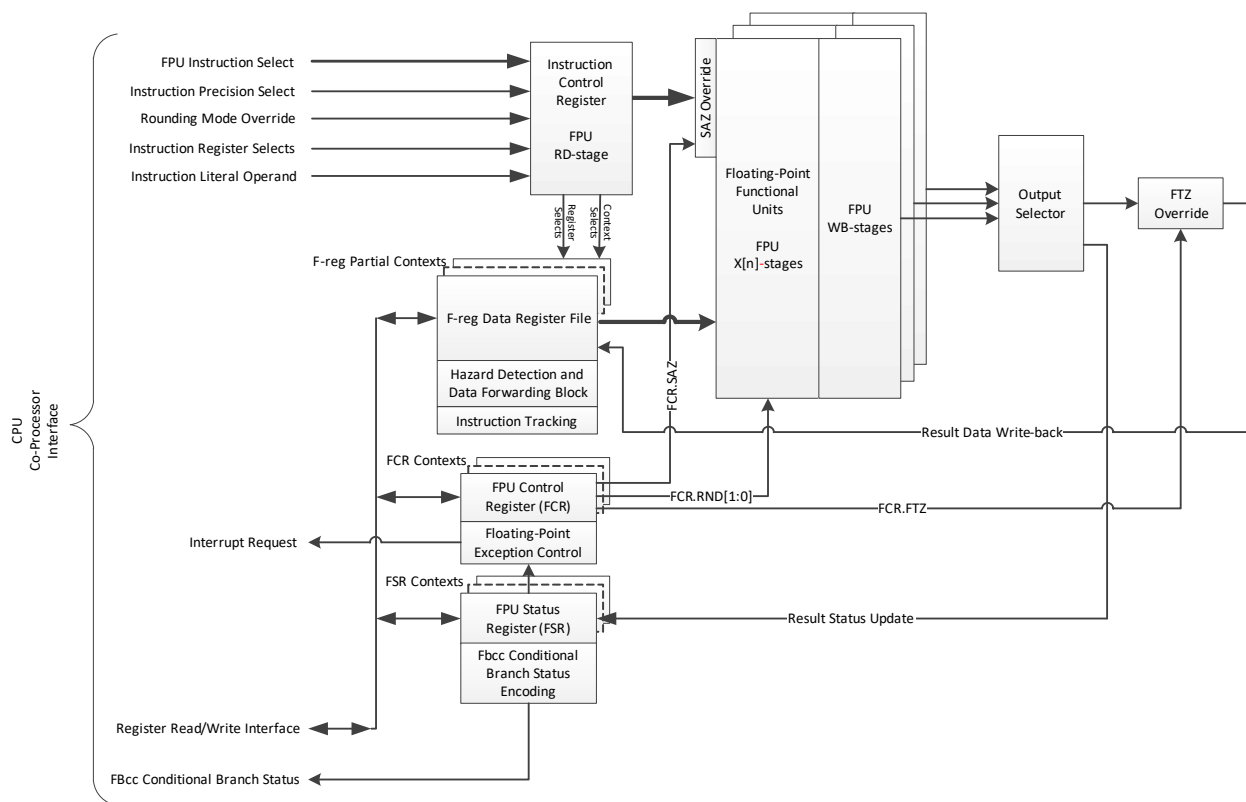 CPU
Co-Processor
Interface
FPU Instruction Select
Instruction Precision Select
Rounding Mode Override
Instruction Register Selects
Instruction Literal Operand
Instruction
Control
Register
FPU
RD-stage
Register
Selects
Context
Selects
SAZ Override
Floating-Point
Functional
Units
FPU
X[n]-stages
FPU
WB-stages
Output
Selector
FTZ
Override
F-reg Partial Contexts
F-reg Data Register File
Hazard Detection and
Data Forwarding Block
Instruction Tracking
FCR.SAZ
Result Data Write-back
FCR Contexts
FPU Control
Register (FCR)
FCR.RND[1:0]
FCR.FTZ
Interrupt Request
Floating-Point
Exception Control
FSR Contexts
FPU Status
Register (FSR)
Result Status Update
Fbcc Conditional
Branch Status
Encoding
Register Read/Write Interface
FBcc Conditional Branch Status